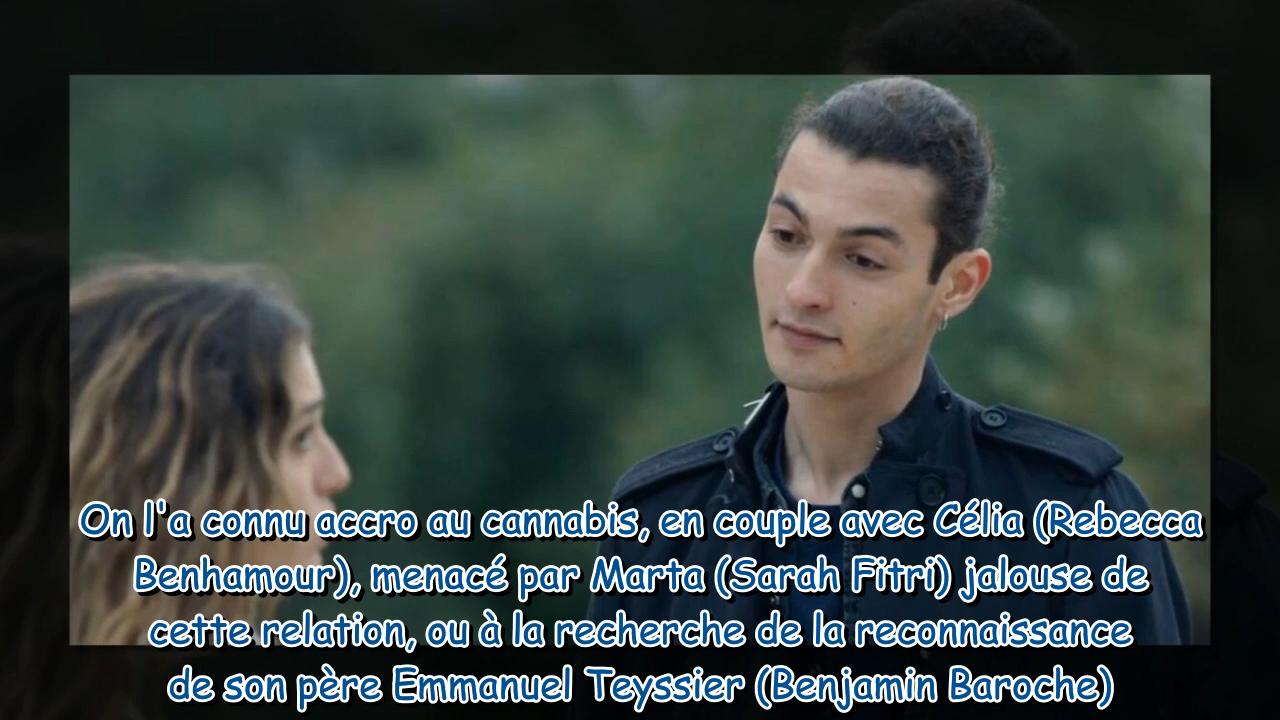 On l'a connu accro au cannabis, en couple avec Célia (Rebecca
Benhamour), menacé par Marta (Sarah Fitri) jalouse de
cette relation, ou à la recherche de la reconnaissance
de son père Emmanuel Teyssier (Benjamin Baroche)